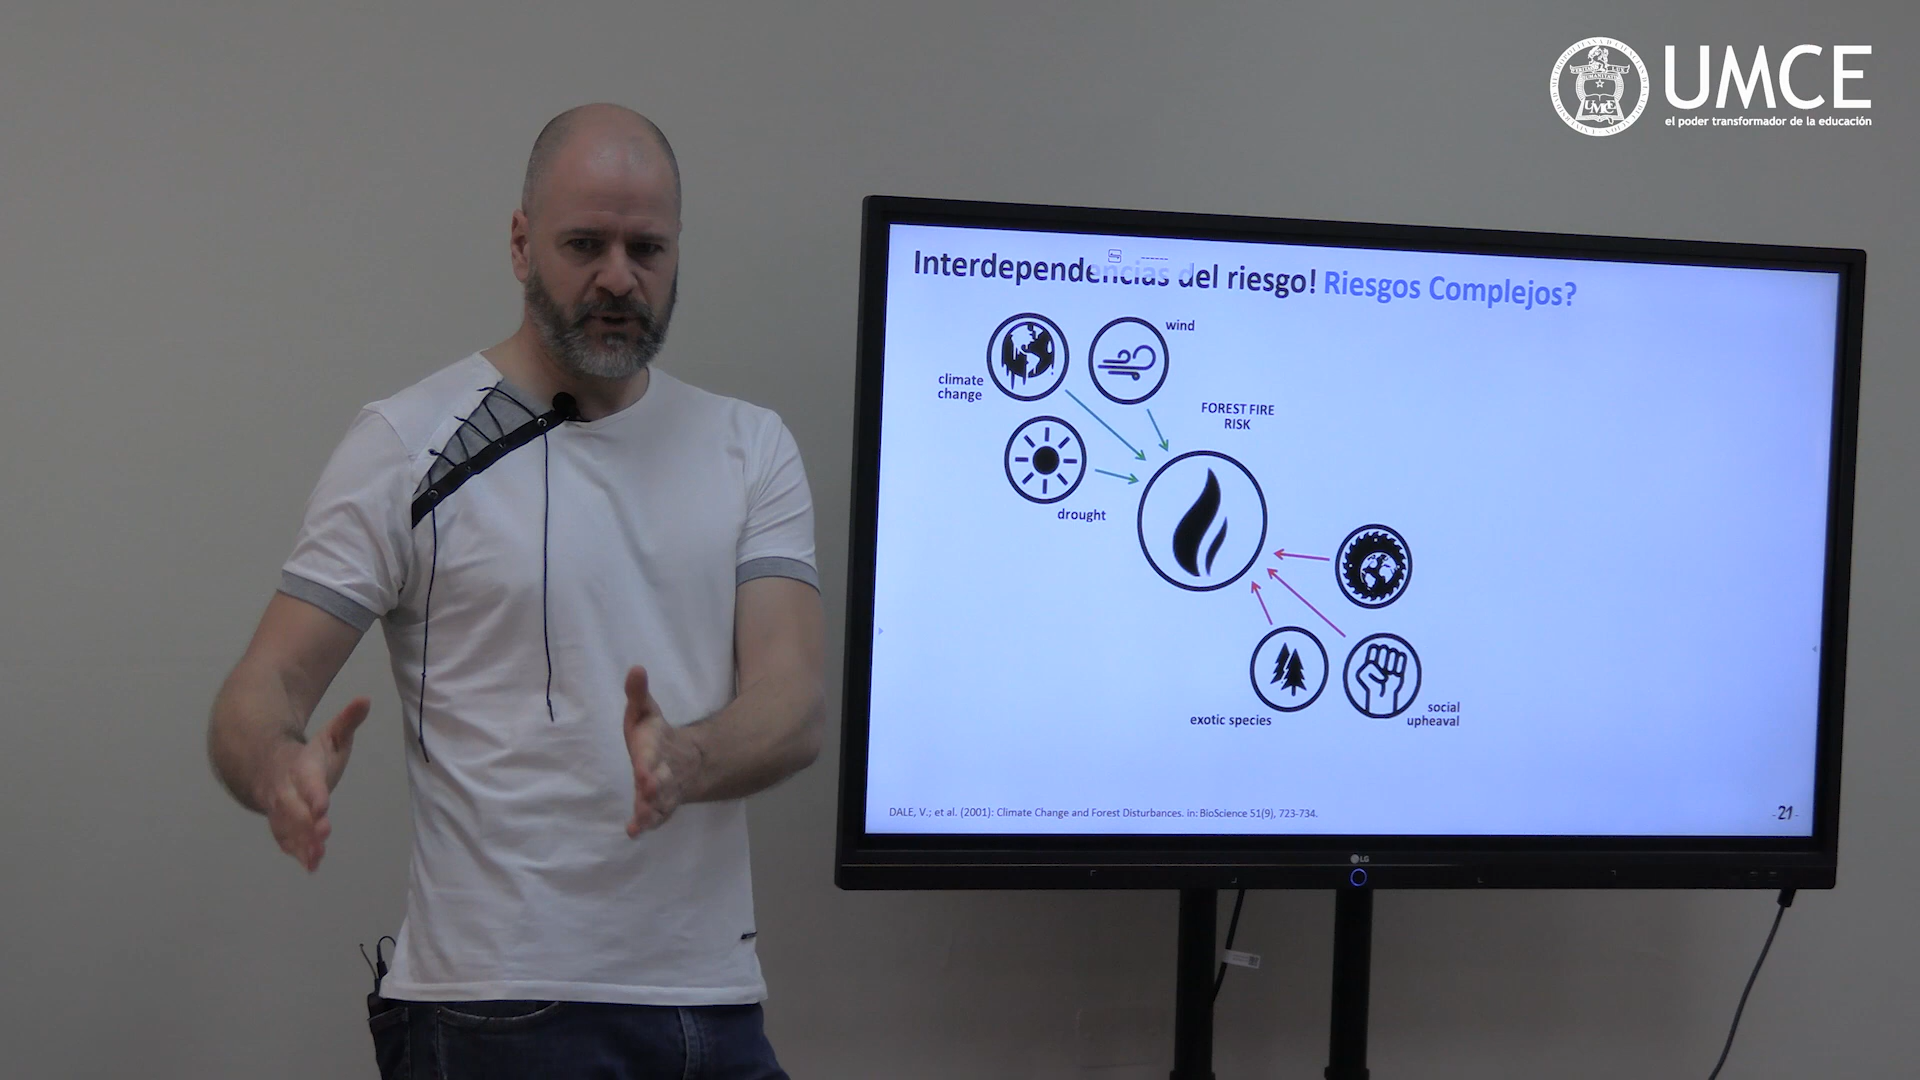 UMCE
el poder transformador de la educación
UMCE
Interdependencias del riesgo! Riesgos Complejos?
wind
climate
change
FOREST FIRE
RISK
drought
exotic species
social
upheaval
DALE, V.; et al. (2001): Climate Change and Forest Disturbances. in: BioScience 51(9), 723-734.
-21-
LG